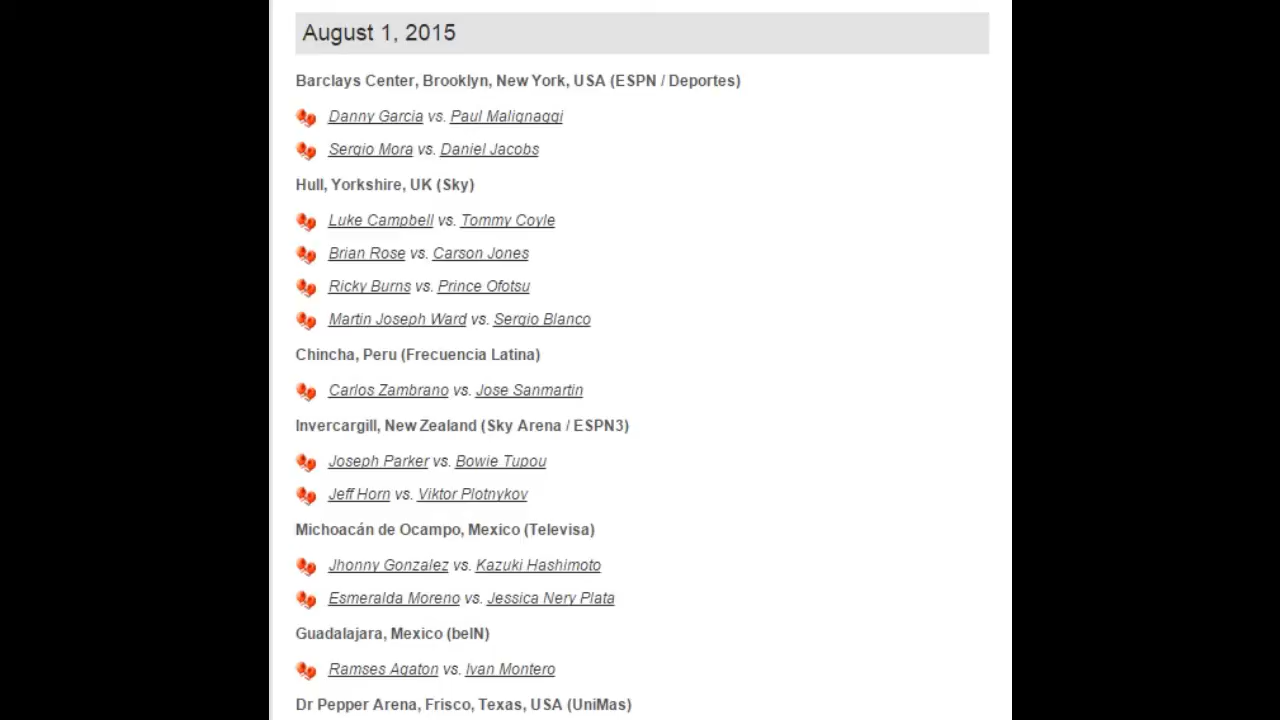 August 1, 2015
Barclays Center, Brooklyn, New York, USA (ESPN / Deportes)
Danny Garcia vs. Paul Malignaggi
Sergio Mora vs. Daniel Jacobs
Hull, Yorkshire, UK (Sky)
Luke Campbell vs. Tommy Coyle
Brian Rose vs. Carson Jones
Ricky Burns vs. Prince Ofotsu
Martin Joseph Ward vs. Sergio Blanco
Chincha, Peru (Frecuencia Latina)
Carlos Zambrano vs. Jose Sanmartin
Invercargill, New Zealand (Sky Arena / ESPN3)
Joseph Parker vs. Bowie Tupou
Jeff Horn vs. Viktor Plotnykov
Michoacán de Ocampo, Mexico (Televisa)
Jhonny Gonzalez vs. Kazuki Hashimoto
Esmeralda Moreno vs. Jessica Nery Plata
Guadalajara, Mexico (beIN)
Ramses Agaton vs. Ivan Montero
Dr Pepper Arena, Frisco, Texas, USA (UniMas)